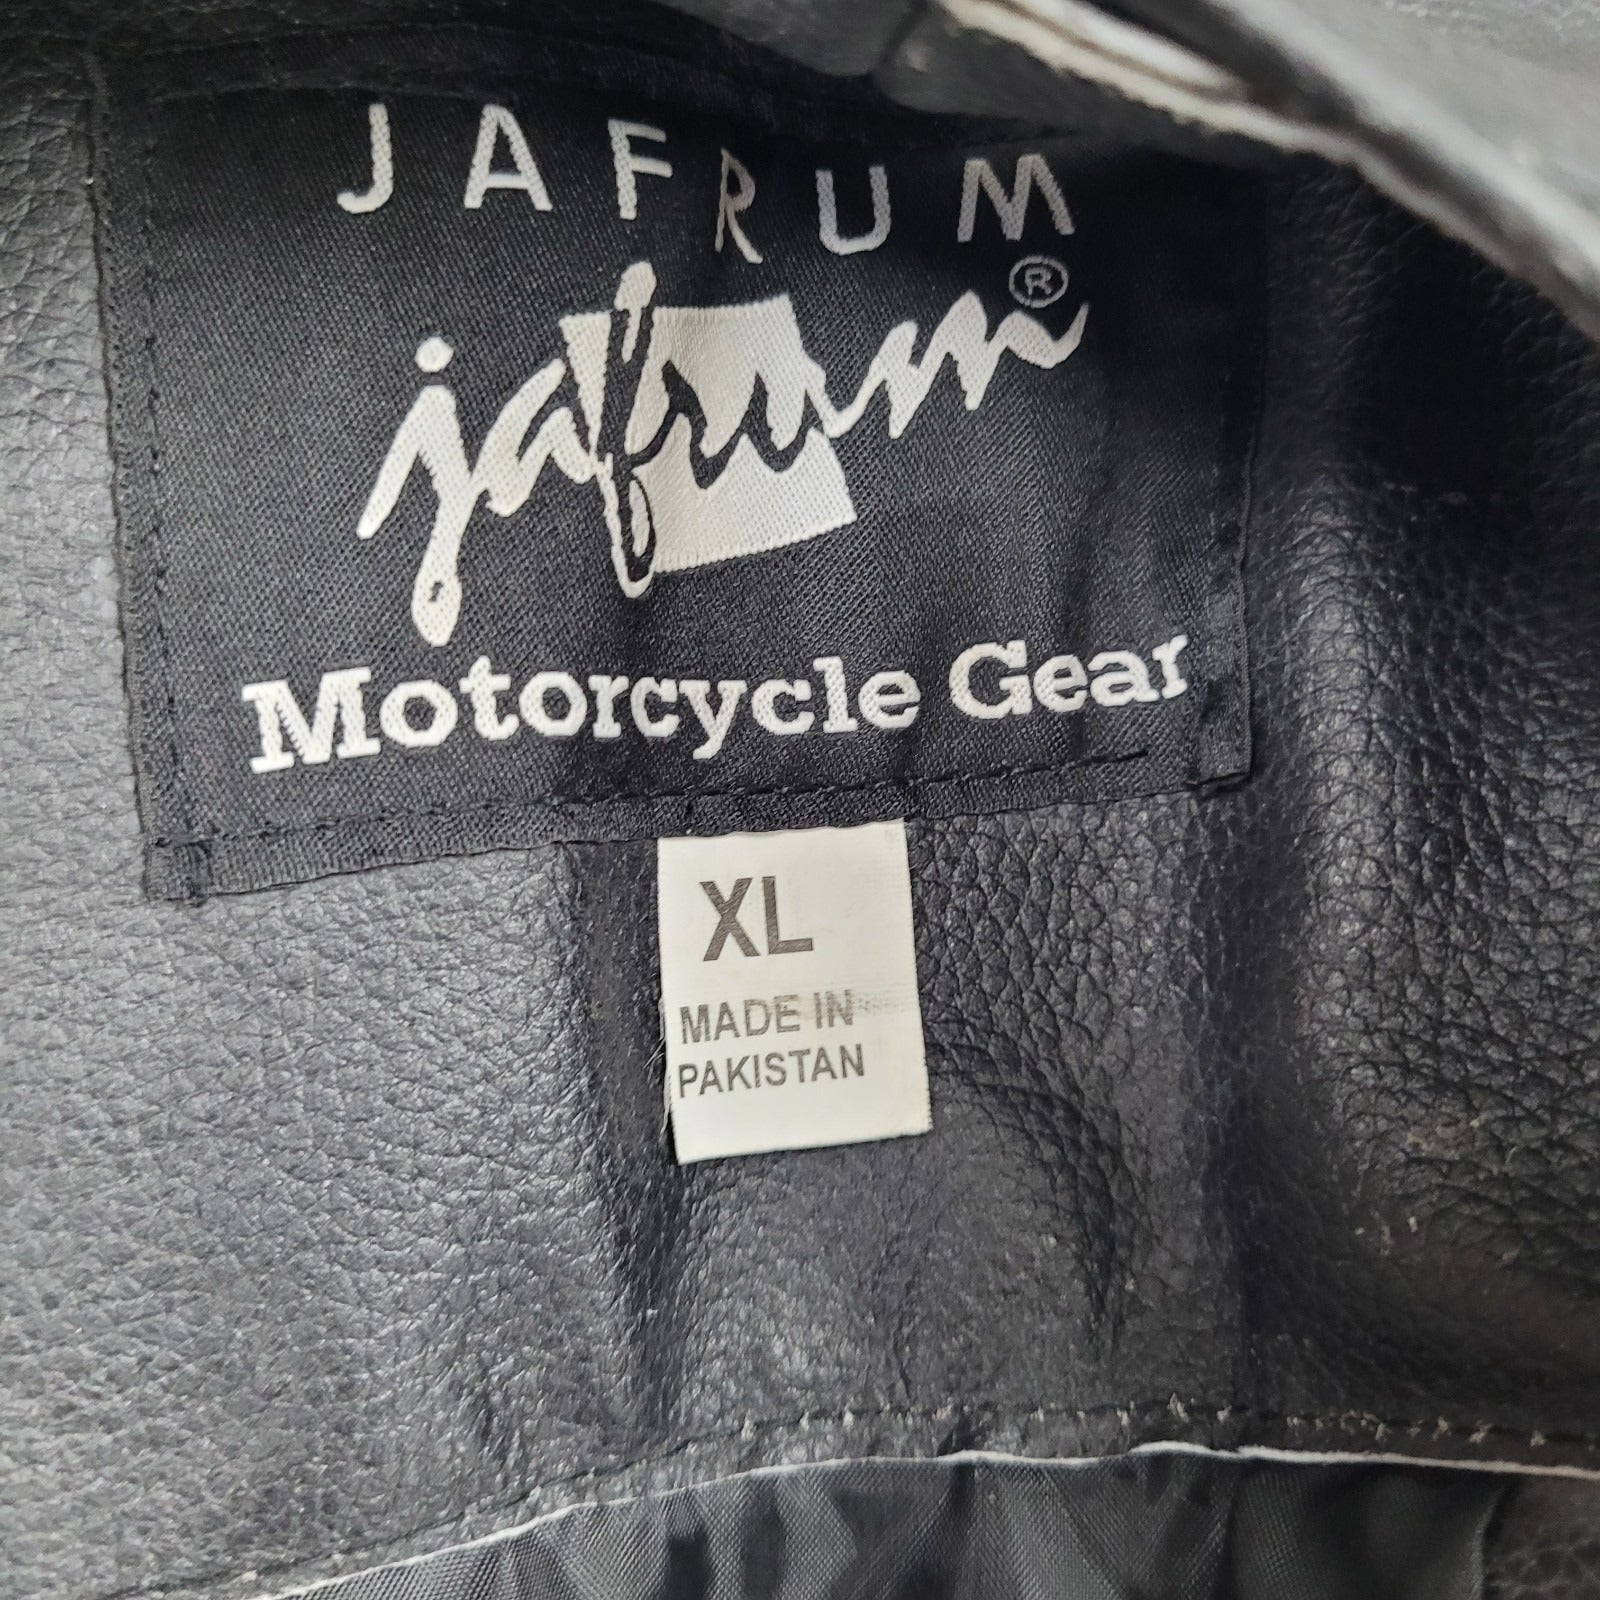 JAFRUM
jafrum®
Motorcycle Gear
XL
MADE IN
PAKISTAN